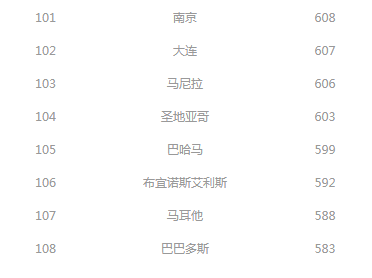 101 南京 608
102 大连 607
103 马尼拉 606
104 圣地亚哥 603
105 巴哈马 599
106 布宜诺斯艾利斯 592
107 马耳他 588
108 巴巴多斯 583